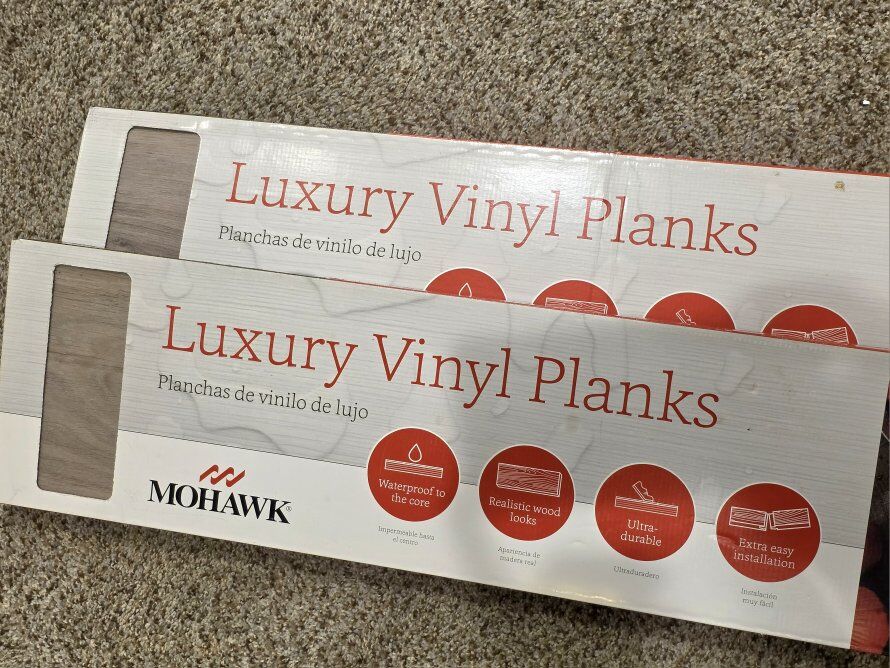 Luxury Vinyl Planks
Planchas de vinilo de lujo
Luxury Vinyl Planks
Planchas de vinilo de lujo
MOHAWK®
Waterproof to
the core
Impermeable hasta
el centro
Realistic wood
looks
Apariencia de
madera real
Ultra-
durable
Ultraduradero
Extra easy
installation
Instalación
muy fácil